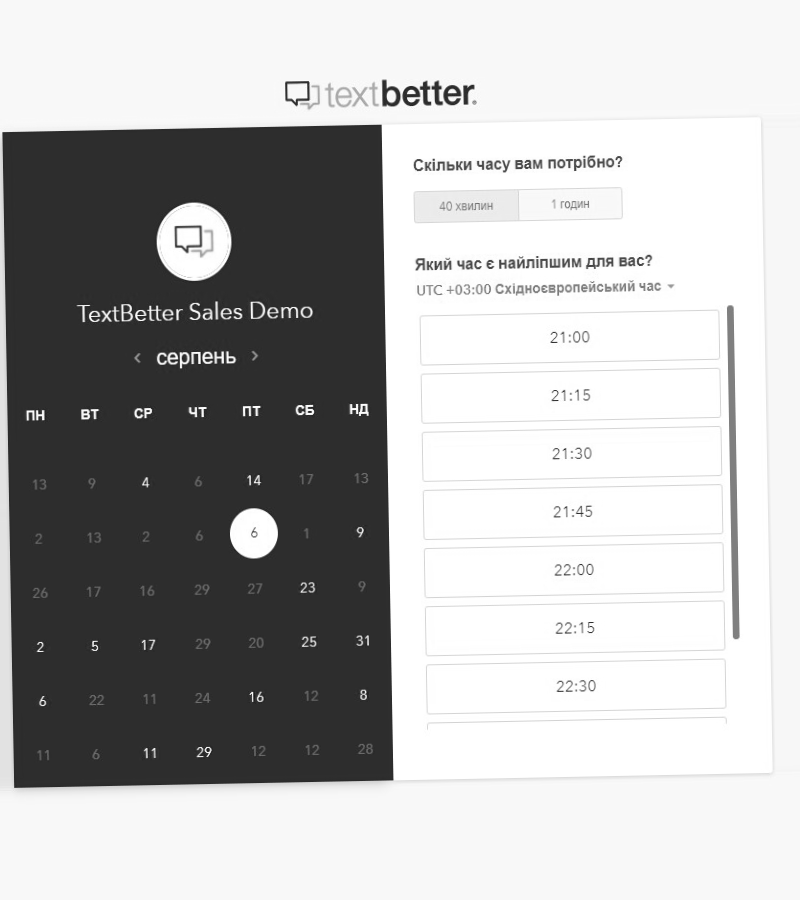 textbetter.
TextBetter Sales Demo
‹ серпень ›
ПН ВТ СР ЧТ ПТ СБ НД
13 9 4 6 14 17 13
2 13 2 6 6 1 9
26 17 16 29 27 23 9
2 5 17 29 20 25 31
6 22 11 24 16 12 8
11 6 11 29 12 12 28
Скільки часу вам потрібно?
40 хвилин 1 годин
Який час є найліпшим для вас?
UTC +03:00 Східноєвропейський час
21:00
21:15
21:30
21:45
22:00
22:15
22:30